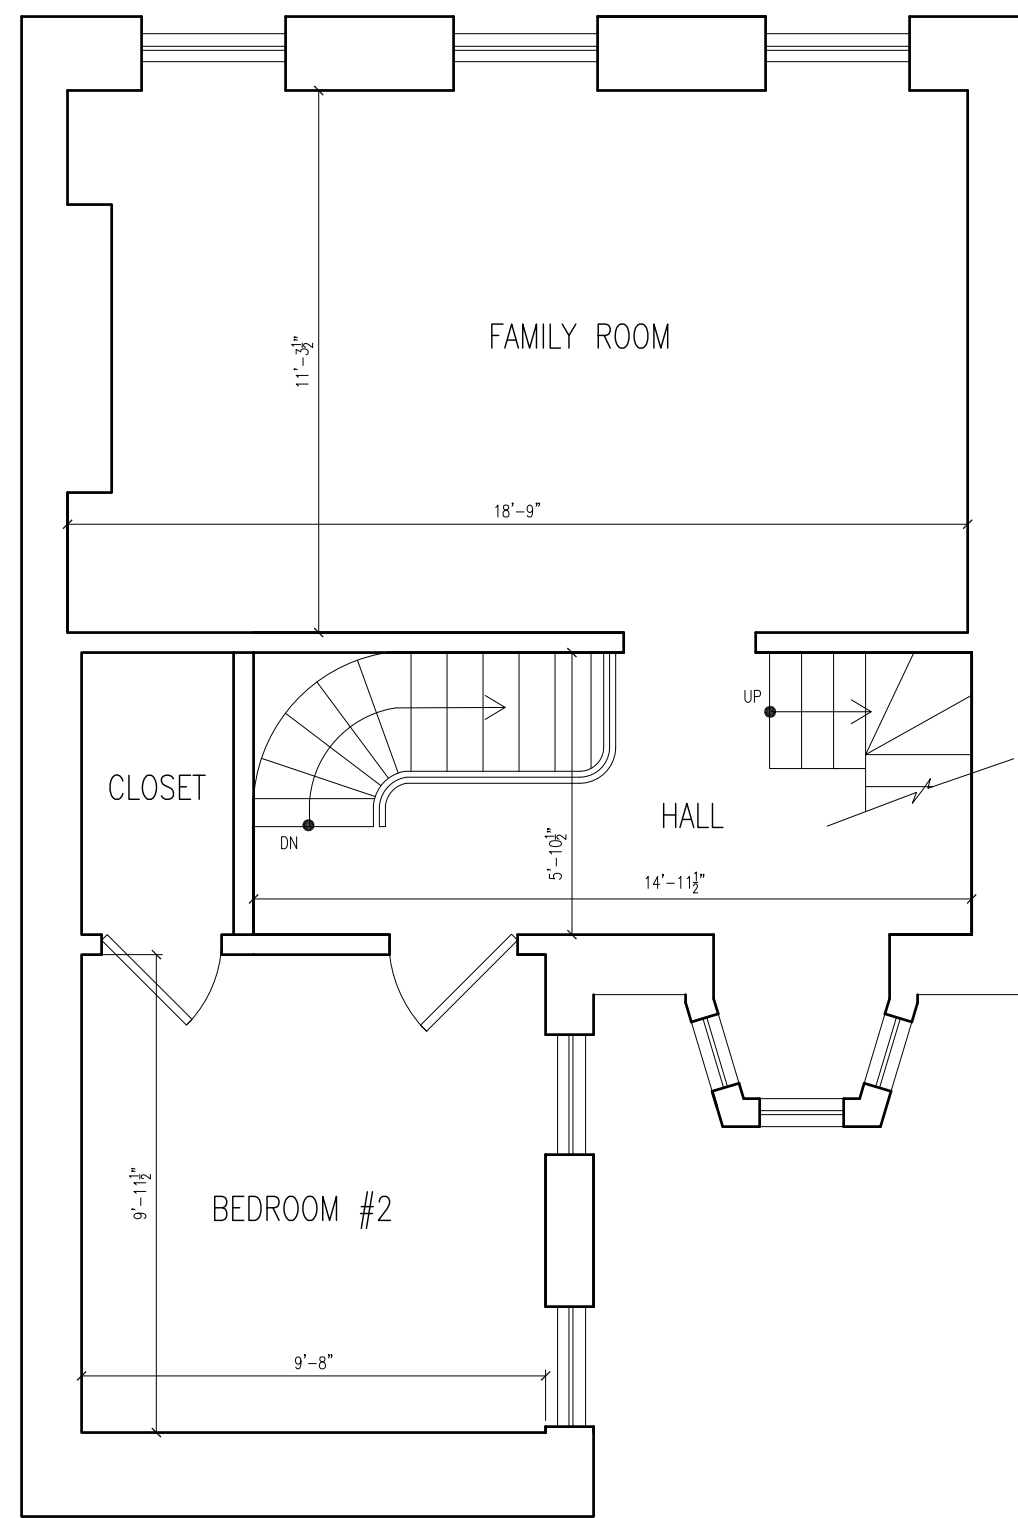 FAMILY ROOM
11'-3½"
18'-9"
UP
CLOSET
HALL
DN
5'-10½"
14'-11½"
9'-11½"
BEDROOM #2
9'-8"